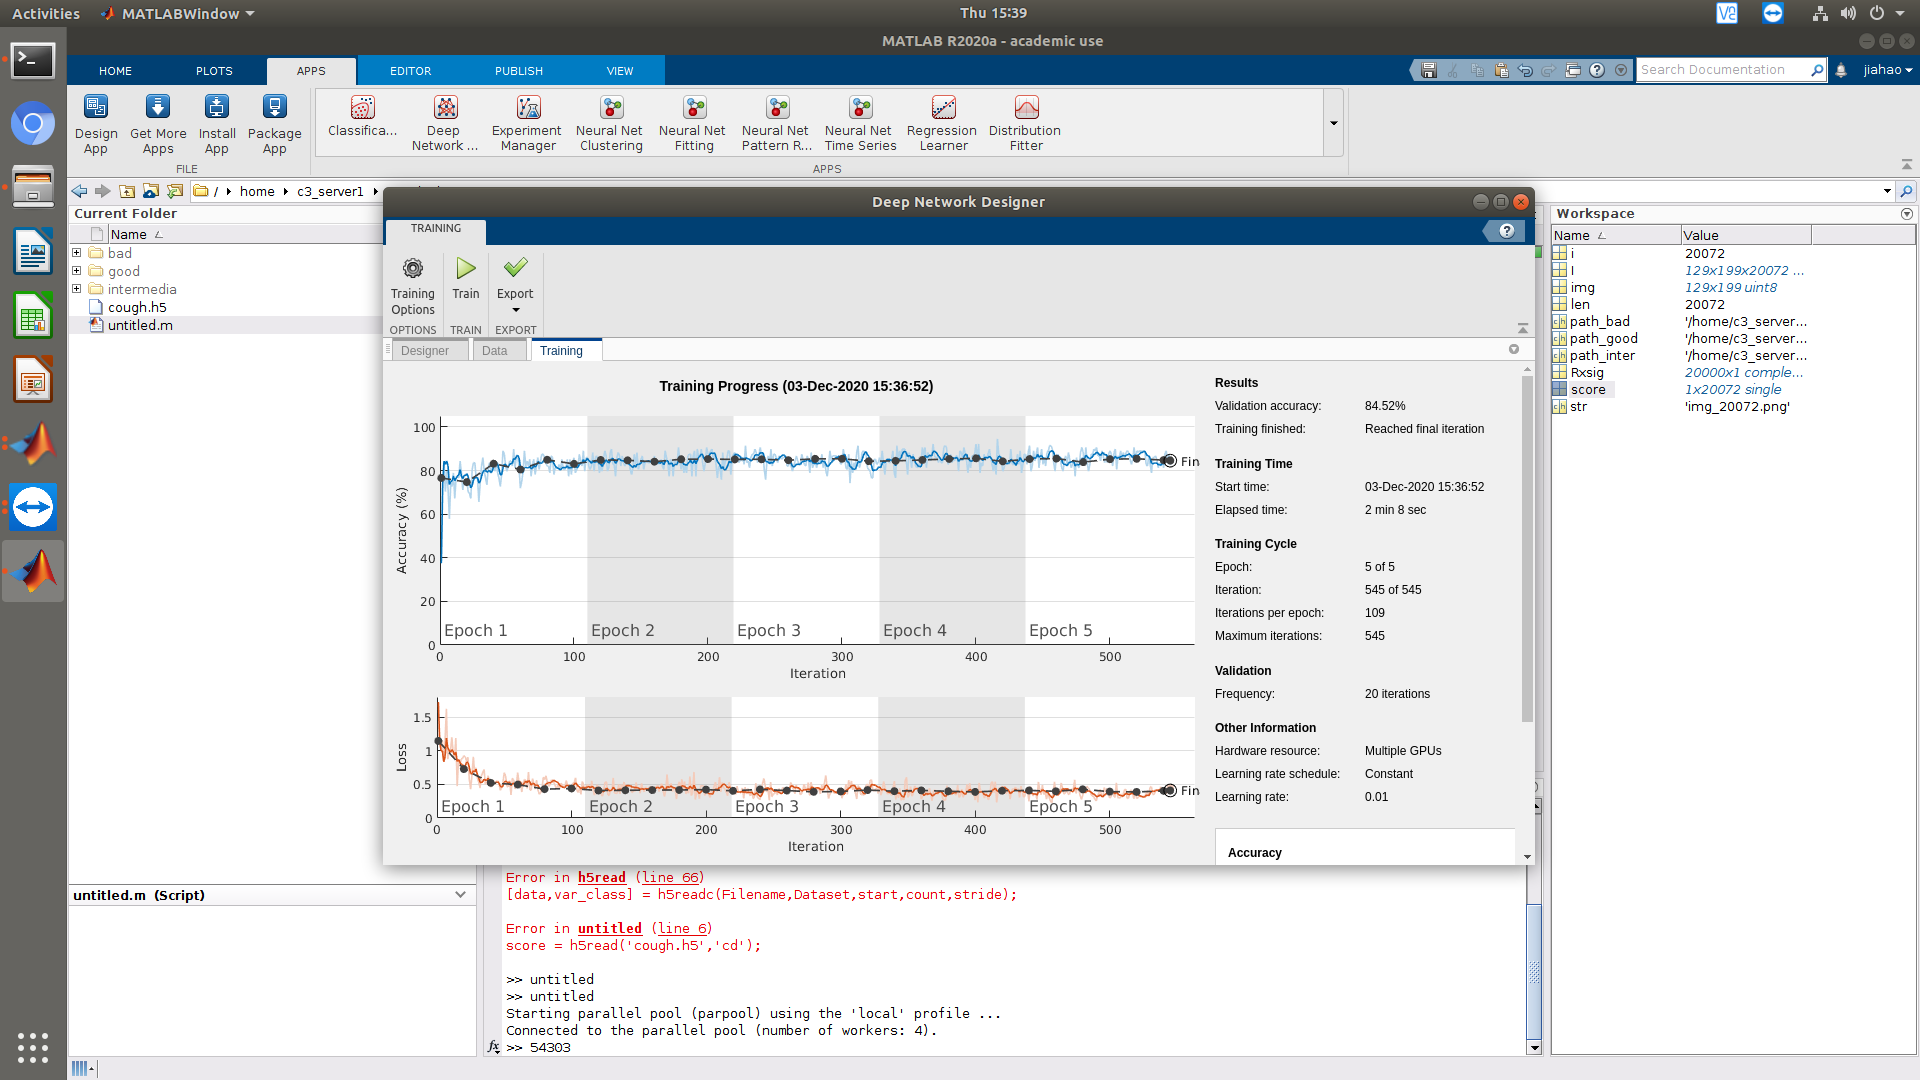 Activities MATLABWindow Thu 15:39
MATLAB R2020a - academic use
HOME PLOTS APPS EDITOR PUBLISH VIEW Search Documentation jiahao
Design App
Get More Apps
Install App
Package App
Classifica...
Deep Network ...
Experiment Manager
Neural Net Clustering
Neural Net Fitting
Neural Net Pattern R...
Neural Net Time Series
Regression Learner
Distribution Fitter
FILE APPS
/ home c3_server1
Current Folder
Name
bad
good
intermedia
cough.h5
untitled.m
untitled.m (Script)
Deep Network Designer
TRAINING
Training Options
Train
Export
OPTIONS TRAIN EXPORT
Designer Data Training
Training Progress (03-Dec-2020 15:36:52)
Accuracy (%)
100
80
60
40
20
0
Epoch 1 Epoch 2 Epoch 3 Epoch 4 Epoch 5
Fin
0 100 200 300 400 500
Iteration
Loss
1.5
1
0.5
0
Epoch 1 Epoch 2 Epoch 3 Epoch 4 Epoch 5
Fin
0 100 200 300 400 500
Iteration
Results
Validation accuracy: 84.52%
Training finished: Reached final iteration
Training Time
Start time: 03-Dec-2020 15:36:52
Elapsed time: 2 min 8 sec
Training Cycle
Epoch: 5 of 5
Iteration: 545 of 545
Iterations per epoch: 109
Maximum iterations: 545
Validation
Frequency: 20 iterations
Other Information
Hardware resource: Multiple GPUs
Learning rate schedule: Constant
Learning rate: 0.01
Accuracy
Error in h5read (line 66)
[data,var_class] = h5readc(Filename,Dataset,start,count,stride);
Error in untitled (line 6)
score = h5read('cough.h5','cd');
>> untitled
>> untitled
Starting parallel pool (parpool) using the 'local' profile ...
Connected to the parallel pool (number of workers: 4).
fx >> 54303
Workspace
Name Value
i 20072
I 129x199x20072 ...
img 129x199 uint8
len 20072
path_bad '/home/c3_server...
path_good '/home/c3_server...
path_inter '/home/c3_server...
Rxsig 20000x1 comple...
score 1x20072 single
str 'img_20072.png'